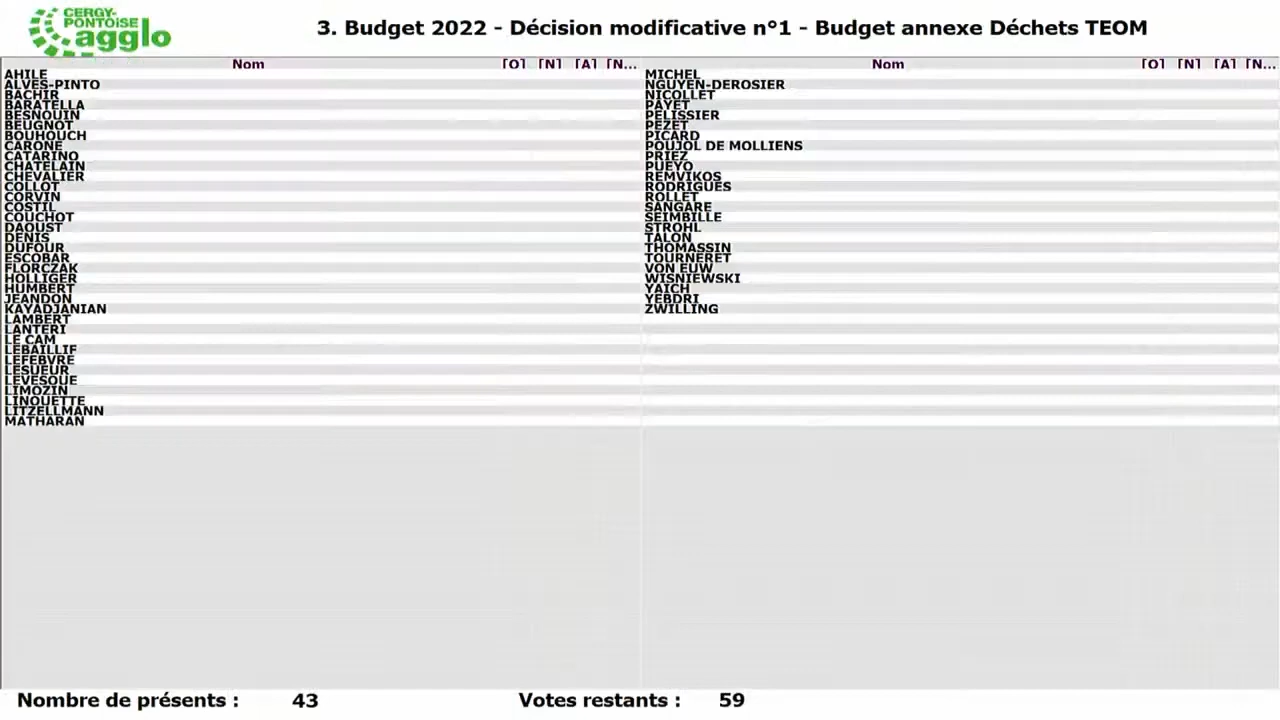 CERGY-
PONTOISE
agglo
3. Budget 2022 - Décision modificative n°1 - Budget annexe Déchets TEOM
Nom [O] [N] [A] [N...
AHILE
ALVES-PINTO
BACHIR
BARATELLA
BESNOUIN
BEUGNOT
BOUHOUCH
CARONE
CATARINO
CHATELAIN
CHEVALIER
COLLOT
CORVIN
COSTIL
COUCHOT
DAOUST
DENIS
DUFOUR
ESCOBAR
FLORCZAK
HOLLIGER
HUMBERT
JEANDON
KAYADJANIAN
LAMBERT
LANTERI
LE CAM
LEBAILLIF
LEFEBVRE
LESUEUR
LEVESQUE
LIMOZIN
LINQUETTE
LITZELLMANN
MATHARAN
Nom [O] [N] [A] [N...
MICHEL
NGUYEN-DEROSIER
NICOLLET
PAYET
PELISSIER
PEZET
PICARD
POUJOL DE MOLLIENS
PRIEZ
PUEYO
REMVIKOS
RODRIGUES
ROLLET
SANGARE
SEIMBILLE
STROHL
TALON
THOMASSIN
TOURNERET
VON EUW
WISNIEWSKI
YAICH
YEBDRI
ZWILLING
Nombre de présents : 43
Votes restants : 59